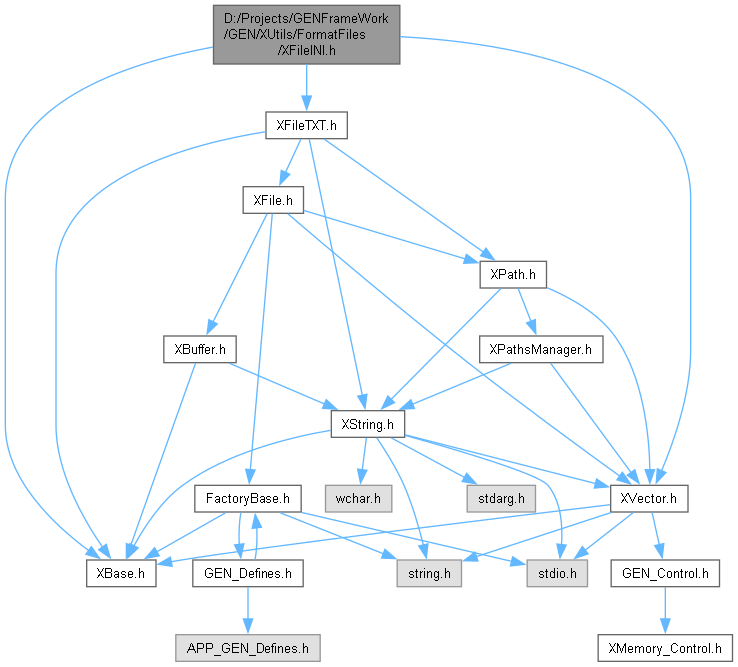 D:/Projects/GENFrameWork
/GEN/XUtils/FormatFiles
/XFileINI.h
XFileTXT.h
XFile.h
XPath.h
XBuffer.h
XPathsManager.h
XString.h
FactoryBase.h
wchar.h
stdarg.h
XVector.h
XBase.h
GEN_Defines.h
string.h
stdio.h
GEN_Control.h
APP_GEN_Defines.h
XMemory_Control.h